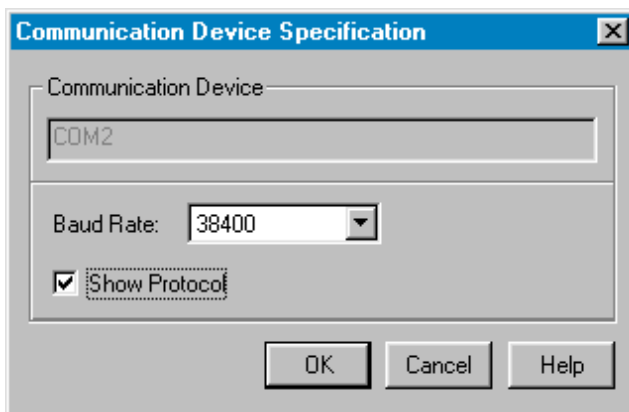 Communication Device Specification
Communication Device
COM2
Baud Rate: 38400
Show Protocol
OK Cancel Help